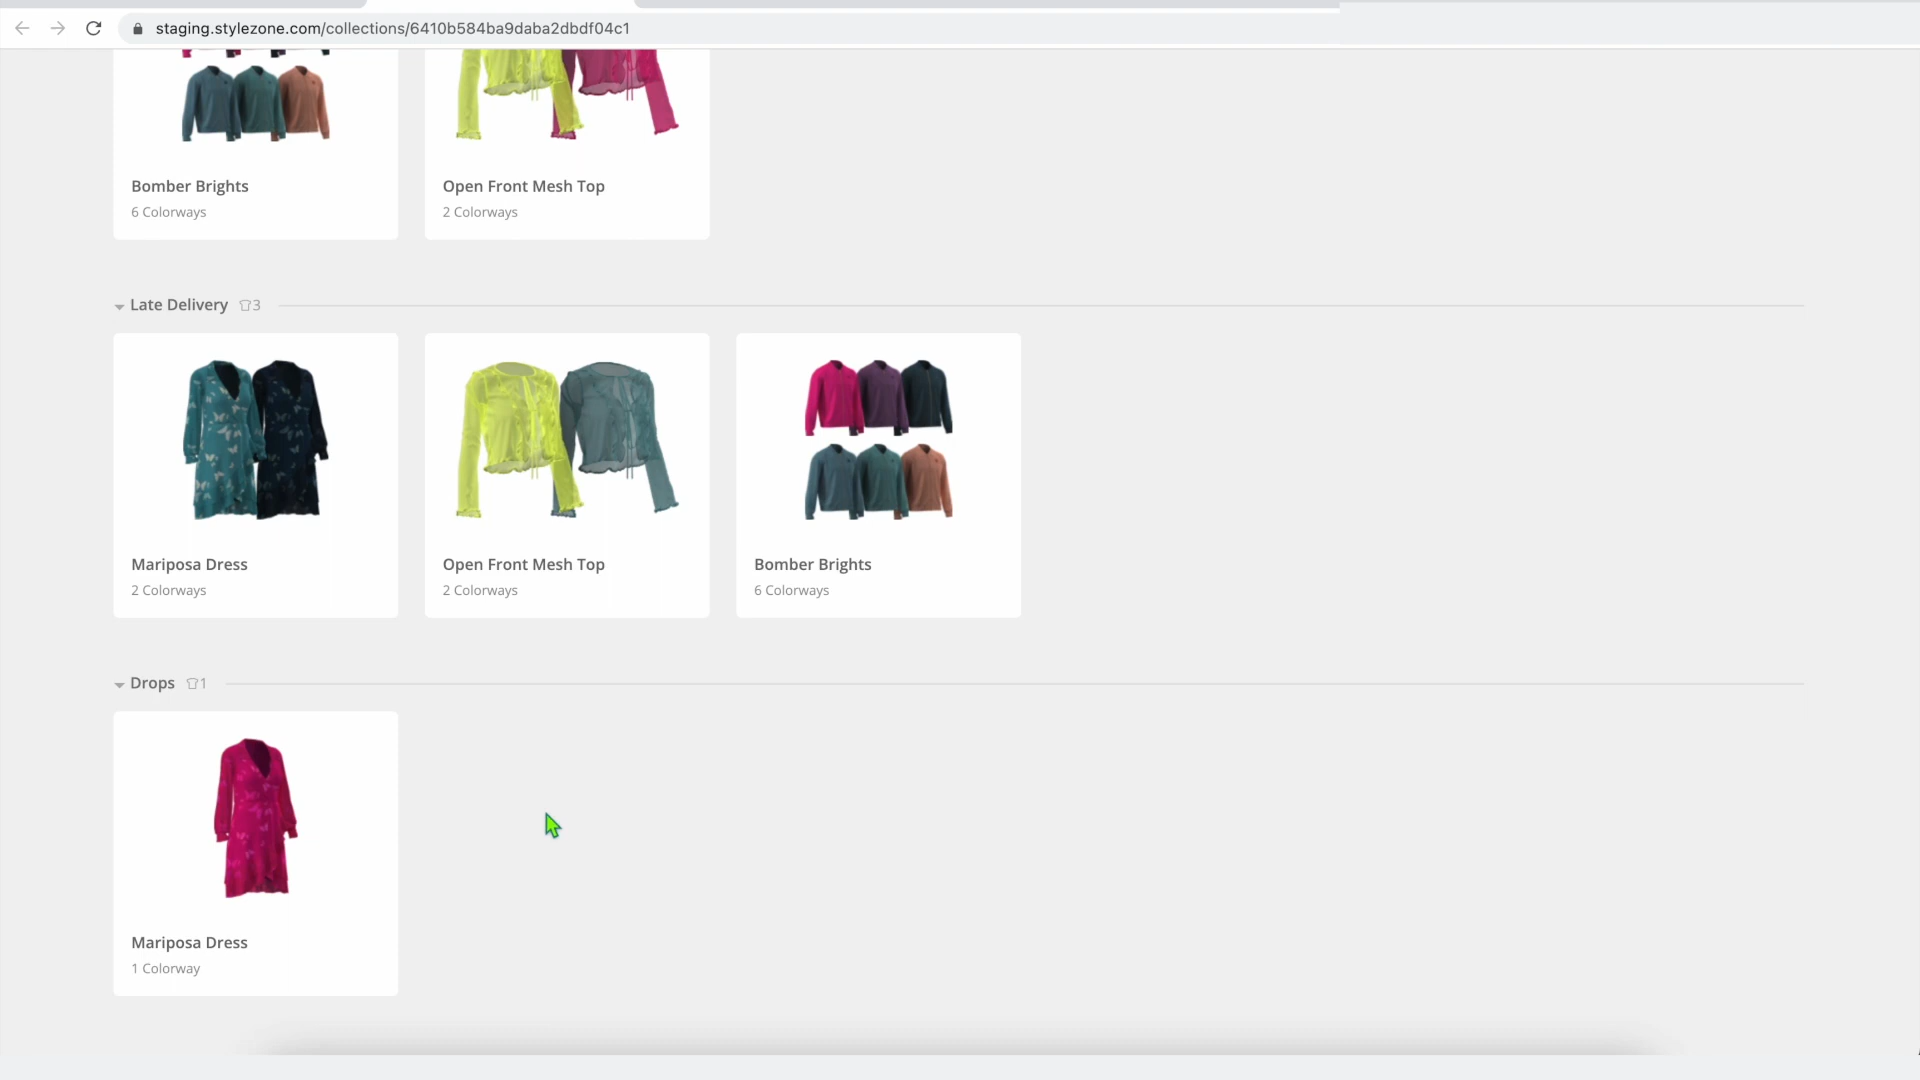 staging.stylezone.com/collections/6410b584ba9daba2dbdf04c1
Bomber Brights
6 Colorways
Open Front Mesh Top
2 Colorways
Late Delivery 3
Mariposa Dress
2 Colorways
Open Front Mesh Top
2 Colorways
Bomber Brights
6 Colorways
Drops 1
Mariposa Dress
1 Colorway